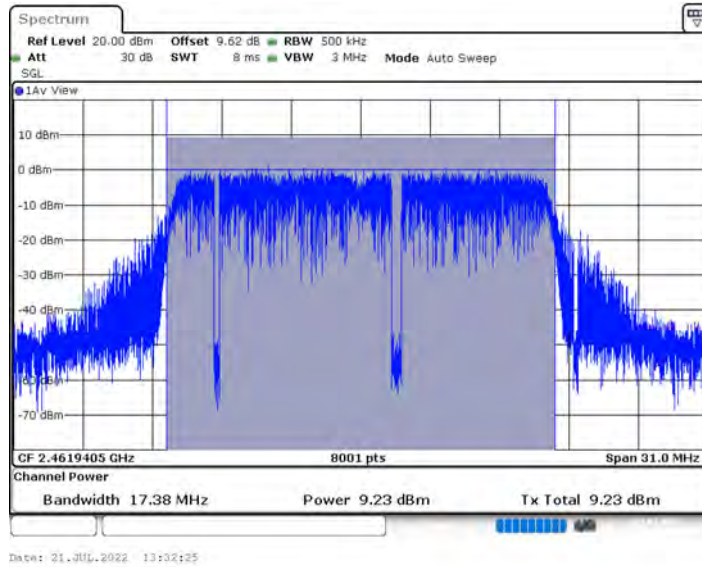 Spectrum
Ref Level 20.00 dBm Offset 9.62 dB RBW 500 kHz
Att 30 dB SWT 8 ms VBW 3 MHz Mode Auto Sweep
SGL
1Av View
10 dBm
0 dBm
-10 dBm
-20 dBm
-30 dBm
-40 dBm
-70 dBm
CF 2.4619405 GHz 8001 pts Span 31.0 MHz
Channel Power
Bandwidth 17.38 MHz Power 9.23 dBm Tx Total 9.23 dBm
Date: 21.JUL.2022 13:32:25